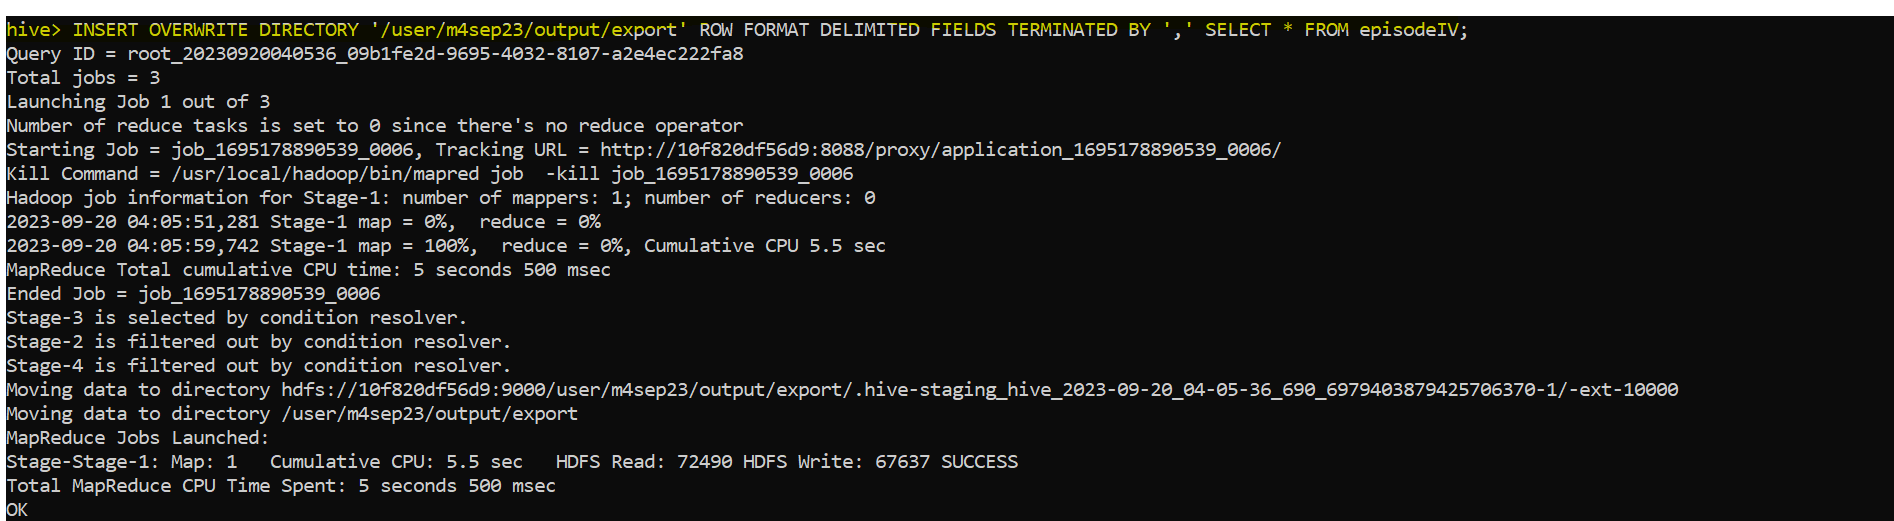 hive> INSERT OVERWRITE DIRECTORY '/user/m4sep23/output/export' ROW FORMAT DELIMITED FIELDS TERMINATED BY ',' SELECT * FROM episodeIV;
Query ID = root_20230920040536_09b1fe2d-9695-4032-8107-a2e4ec222fa8
Total jobs = 3
Launching Job 1 out of 3
Number of reduce tasks is set to 0 since there's no reduce operator
Starting Job = job_1695178890539_0006, Tracking URL = http://10f820df56d9:8088/proxy/application_1695178890539_0006/
Kill Command = /usr/local/hadoop/bin/mapred job  -kill job_1695178890539_0006
Hadoop job information for Stage-1: number of mappers: 1; number of reducers: 0
2023-09-20 04:05:51,281 Stage-1 map = 0%,  reduce = 0%
2023-09-20 04:05:59,742 Stage-1 map = 100%,  reduce = 0%, Cumulative CPU 5.5 sec
MapReduce Total cumulative CPU time: 5 seconds 500 msec
Ended Job = job_1695178890539_0006
Stage-3 is selected by condition resolver.
Stage-2 is filtered out by condition resolver.
Stage-4 is filtered out by condition resolver.
Moving data to directory hdfs://10f820df56d9:9000/user/m4sep23/output/export/.hive-staging_hive_2023-09-20_04-05-36_690_6979403879425706370-1/-ext-10000
Moving data to directory /user/m4sep23/output/export
MapReduce Jobs Launched:
Stage-Stage-1: Map: 1   Cumulative CPU: 5.5 sec   HDFS Read: 72490 HDFS Write: 67637 SUCCESS
Total MapReduce CPU Time Spent: 5 seconds 500 msec
OK